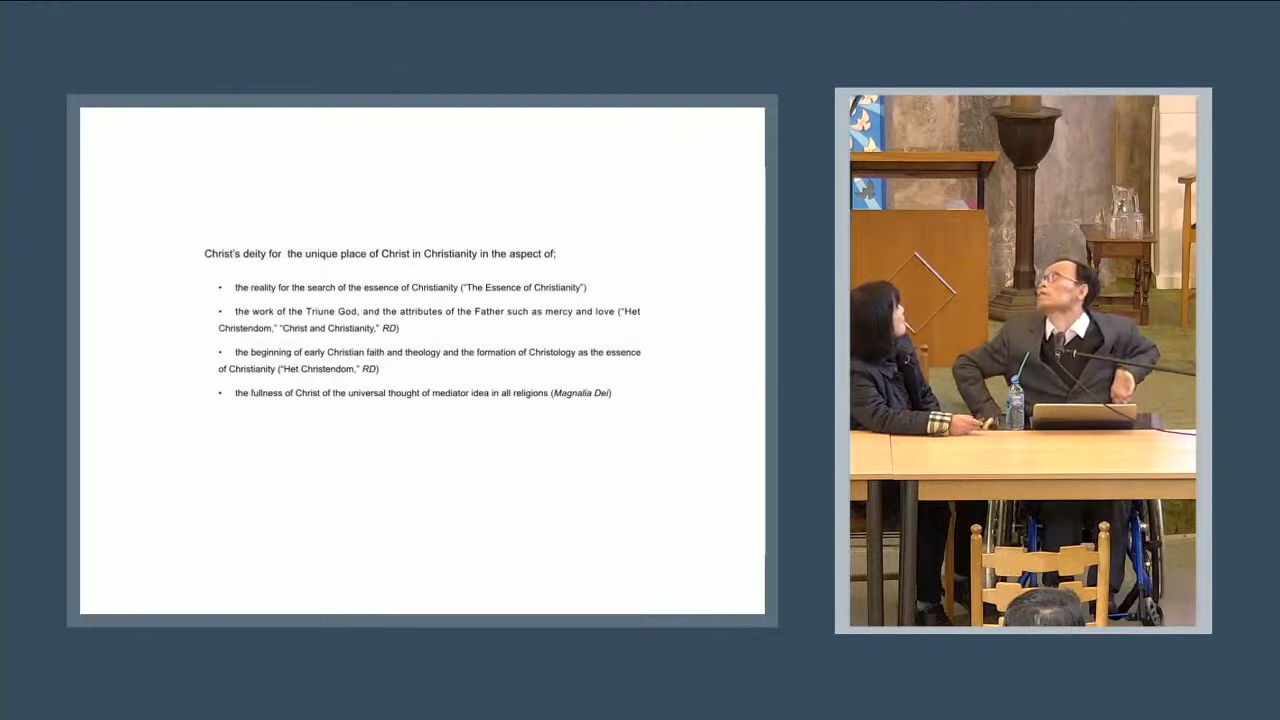 Christ's deity for the unique place of Christ in Christianity in the aspect of;
• the reality for the search of the essence of Christianity ("The Essence of Christianity")
• the work of the Triune God, and the attributes of the Father such as mercy and love ("Het
Christendom," "Christ and Christianity," RD)
• the beginning of early Christian faith and theology and the formation of Christology as the essence
of Christianity ("Het Christendom," RD)
• the fullness of Christ of the universal thought of mediator idea in all religions (Magnalia Dei)